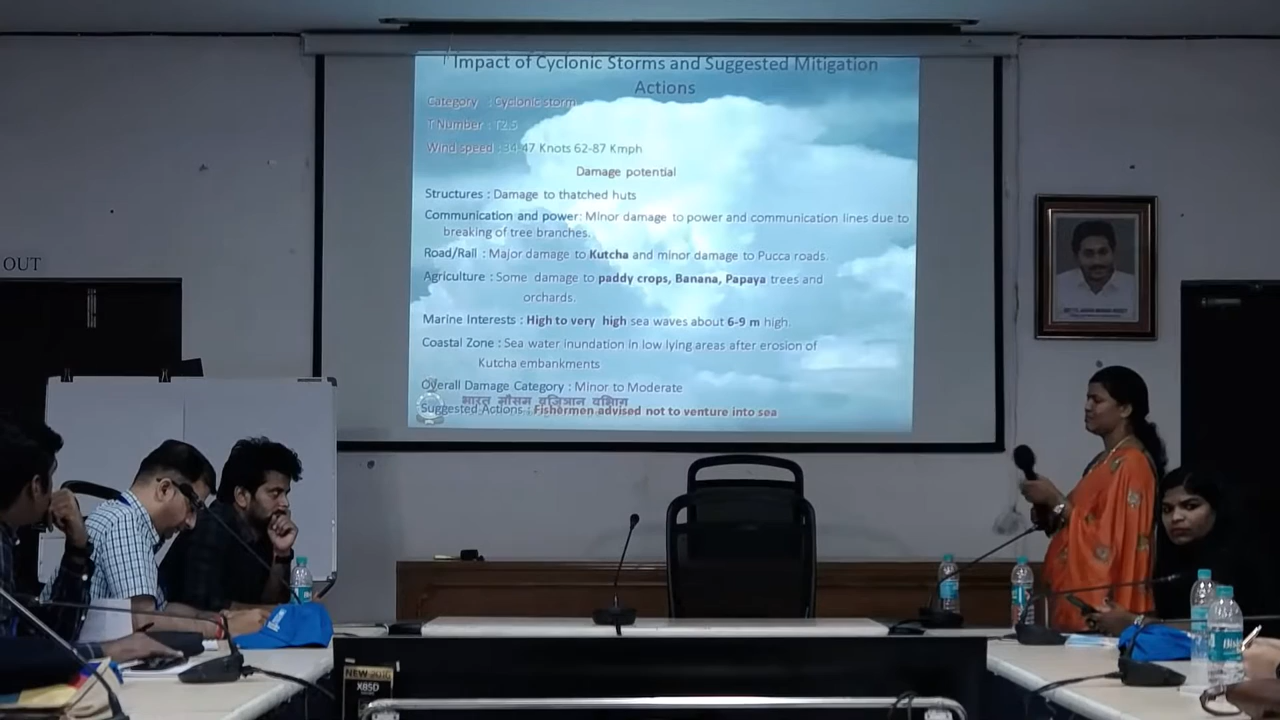 Impact of Cyclonic Storms and Suggested Mitigation
Actions
Category : Cyclonic storm
T Number : T2.5
Wind speed : 34-47 Knots 62-87 Kmph
Damage potential
Structures : Damage to thatched huts
Communication and power: Minor damage to power and communication lines due to
breaking of tree branches.
Road/Rail : Major damage to Kutcha and minor damage to Pucca roads.
Agriculture : Some damage to paddy crops, Banana, Papaya trees and
orchards.
Marine Interests : High to very high sea waves about 6-9 m high.
Coastal Zone : Sea water inundation in low lying areas after erosion of
Kutcha embankments
Overall Damage Category : Minor to Moderate
भारत मौसम
Suggested Actions : Fishermen advised not to venture into sea
OUT
NEW
X85D